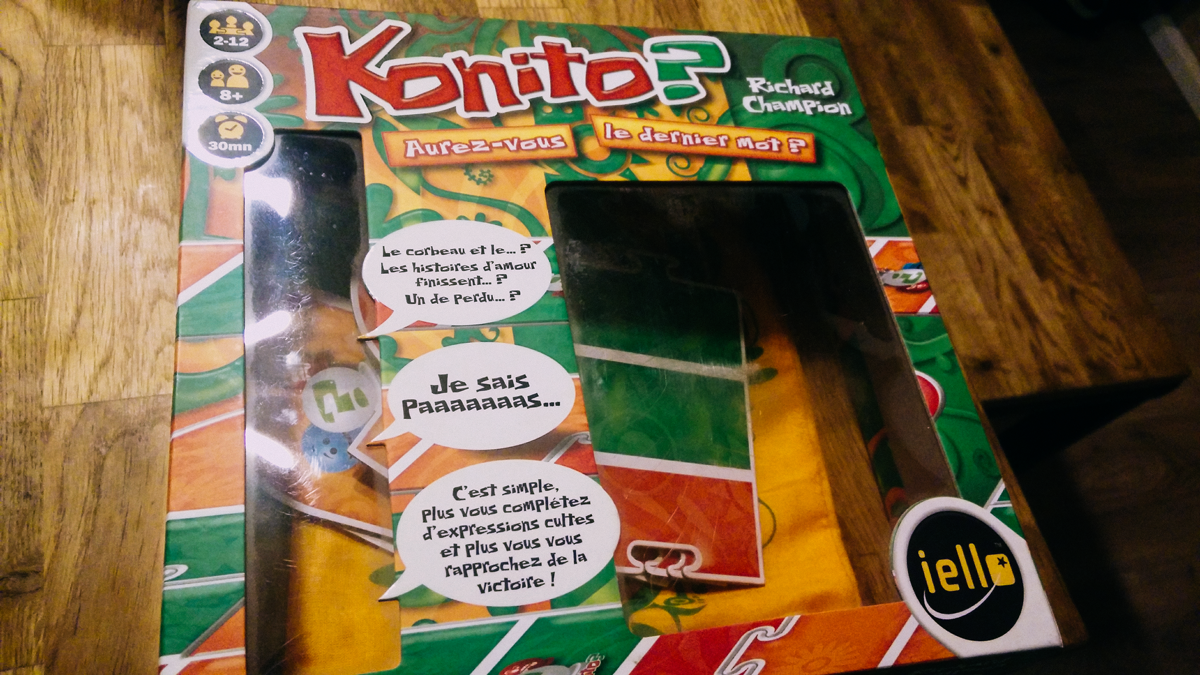 2-12
8+
30mn
Konito?
Richard
Champion
Aurez-vous
le dernier mot ?
Le corbeau et le... ?
Les histoires d'amour
finissent... ?
Un de perdu... ?
Je sais
Paaaaaaas...
C'est simple,
plus vous complétez
d'expressions cultes
et plus vous vous
rapprochez de la
victoire !
iello